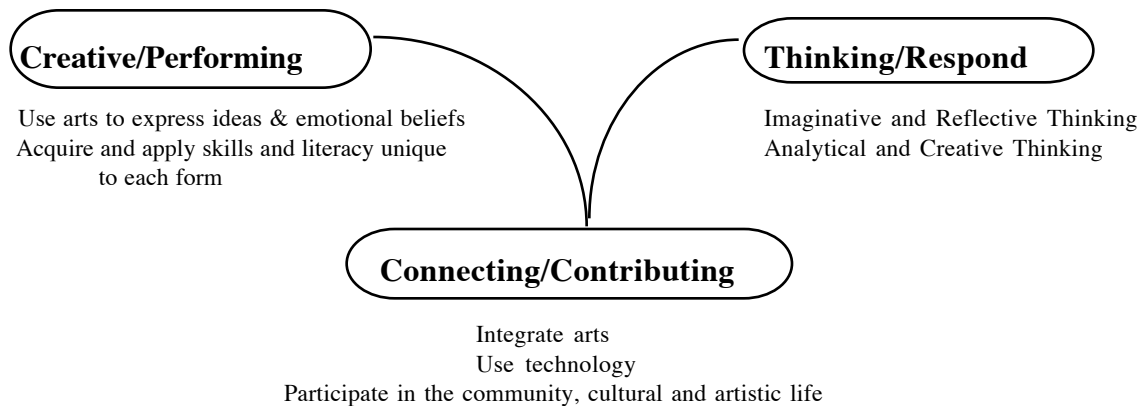 Creative/Performing
Use arts to express ideas & emotional beliefs
Acquire and apply skills and literacy unique
to each form
Thinking/Respond
Imaginative and Reflective Thinking
Analytical and Creative Thinking
Connecting/Contributing
Integrate arts
Use technology
Participate in the community, cultural and artistic life